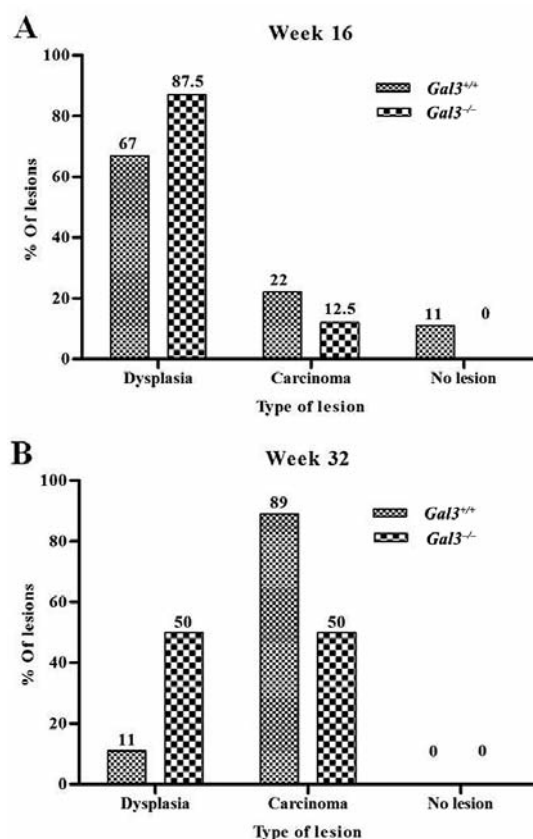 A
Week 16
100
80
60
40
20
0
% Of lesions
67
87.5
22
12.5
11
0
Gal3+/+
Gal3−/−
Dysplasia
Carcinoma
No lesion
Type of lesion
B
Week 32
100
80
60
40
20
0
% Of lesions
11
50
89
50
0
0
Gal3+/+
Gal3−/−
Dysplasia
Carcinoma
No lesion
Type of lesion